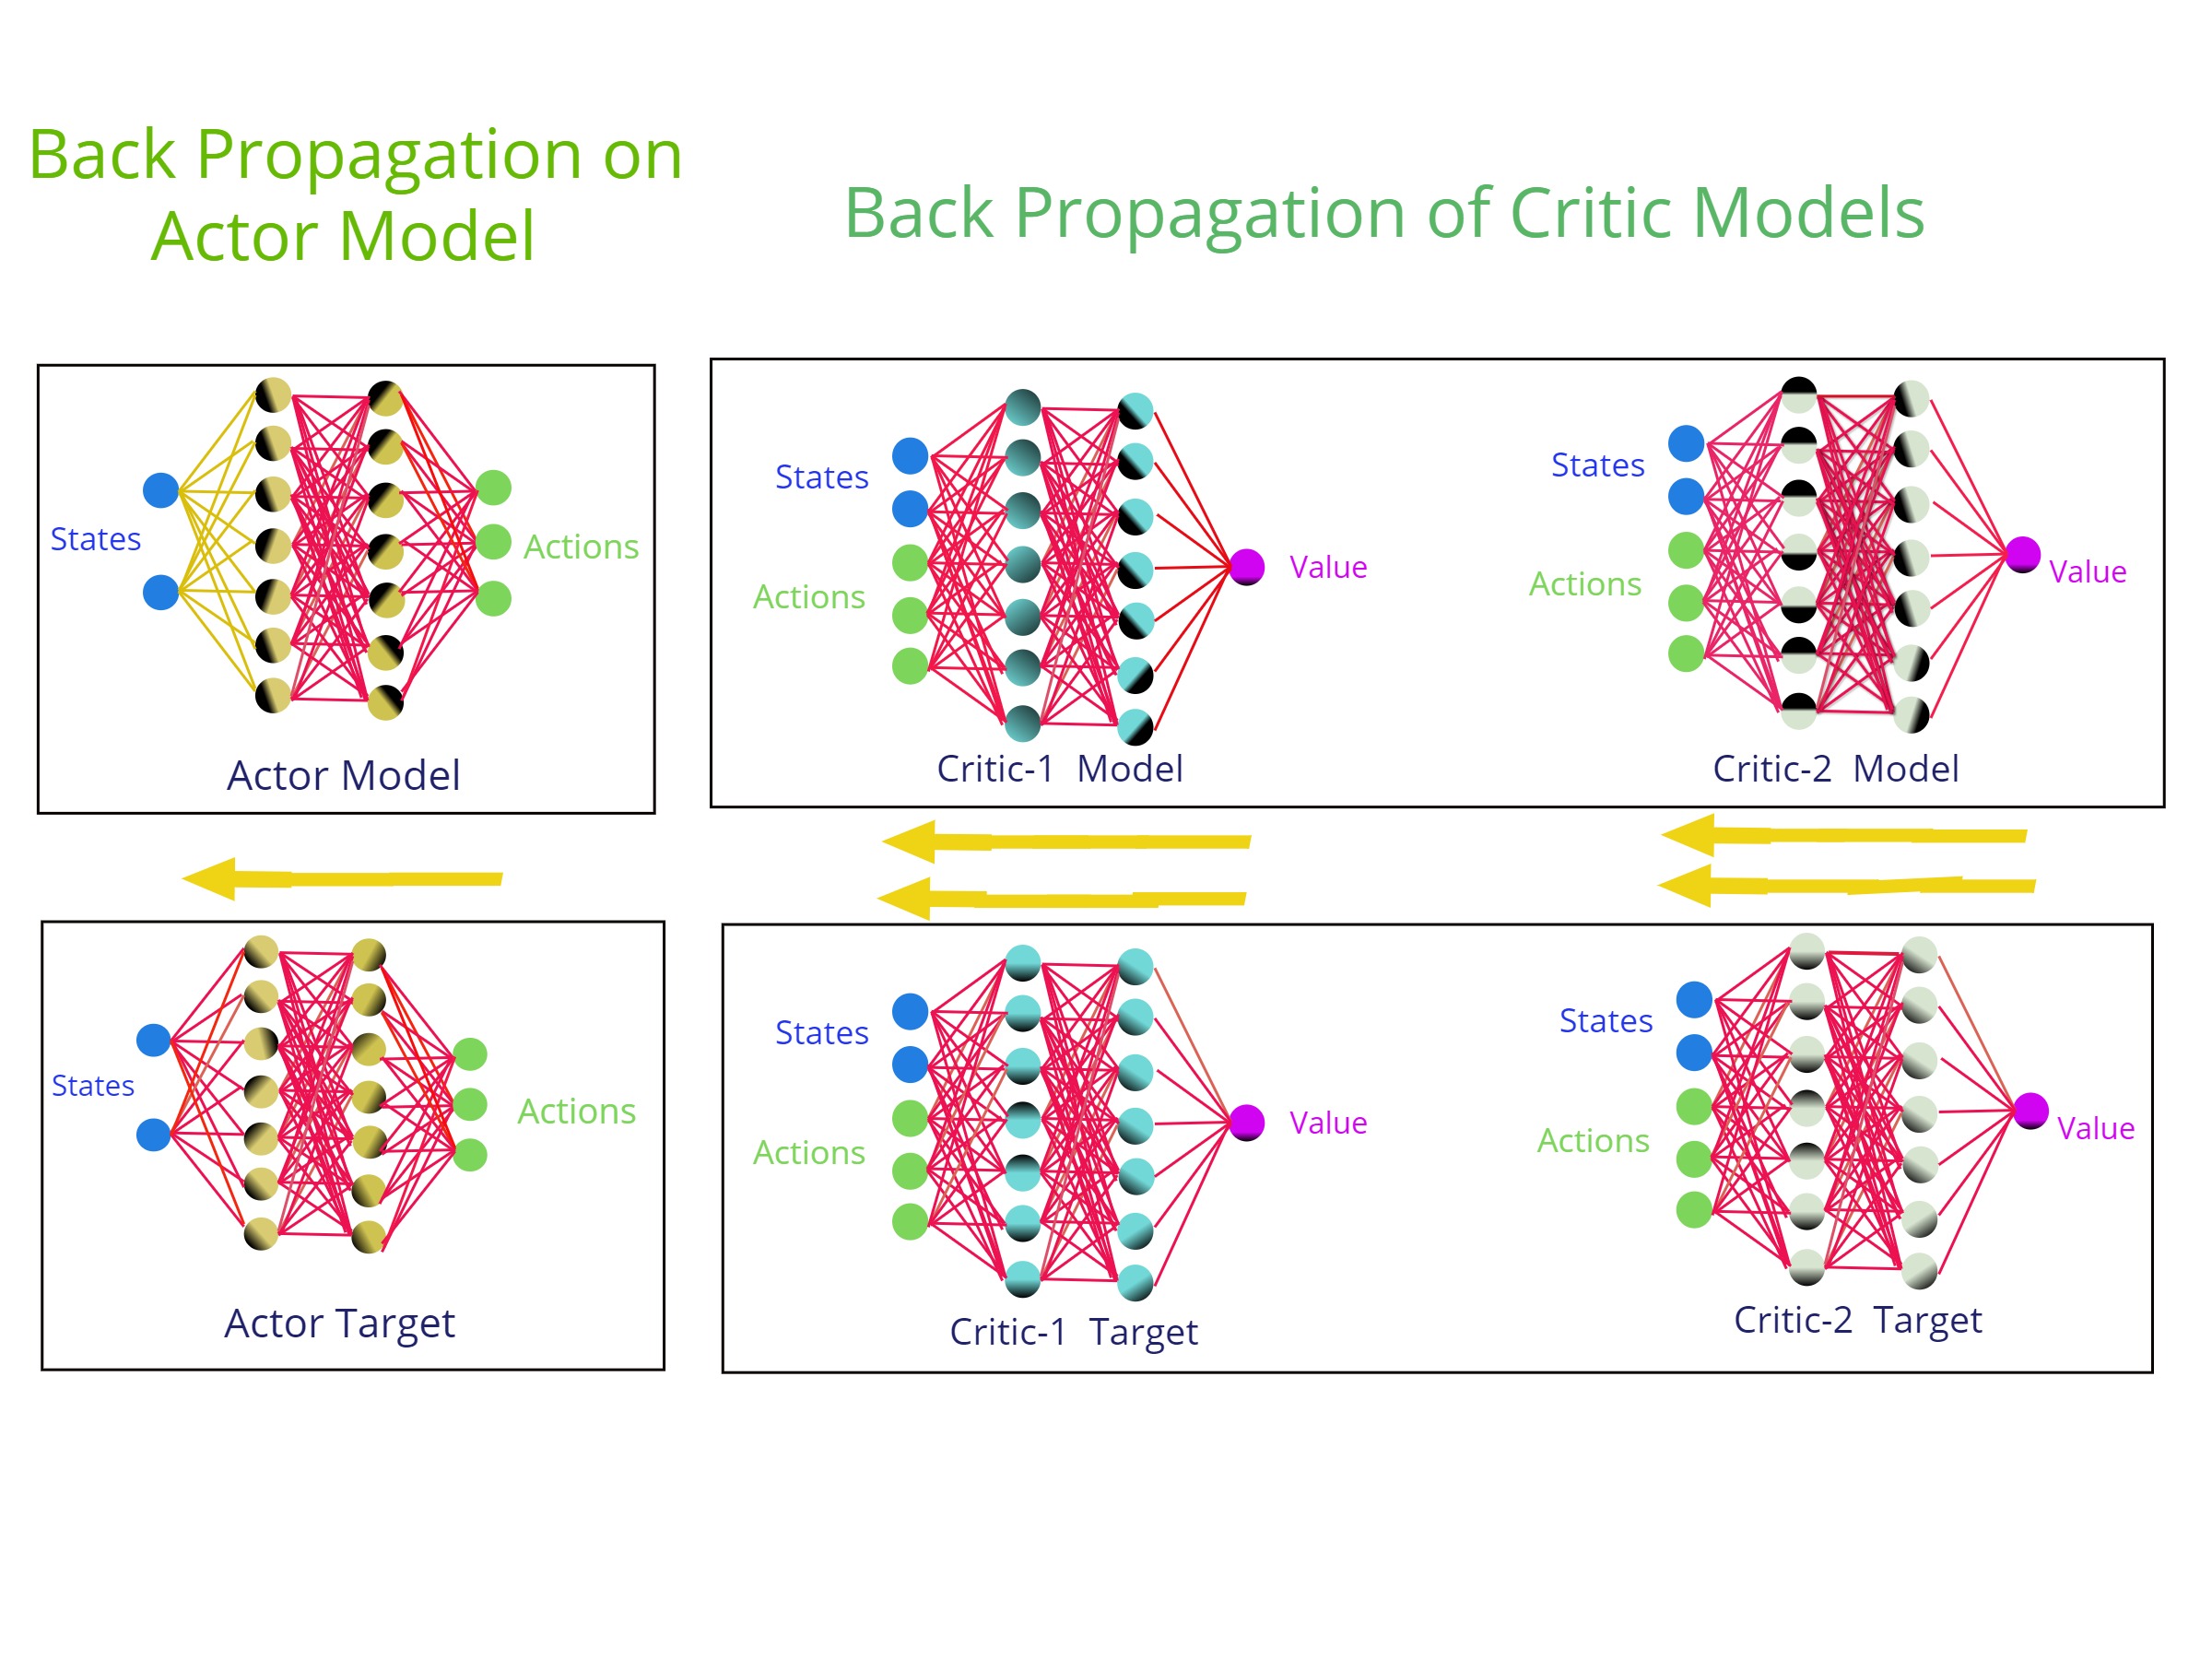 Back Propagation on
Actor Model
Back Propagation of Critic Models
States
Actions
Actor Model
States
Actions
Value
Critic-1 Model
States
Actions
Value
Critic-2 Model
States
Actions
Actor Target
States
Actions
Value
Critic-1 Target
States
Actions
Value
Critic-2 Target